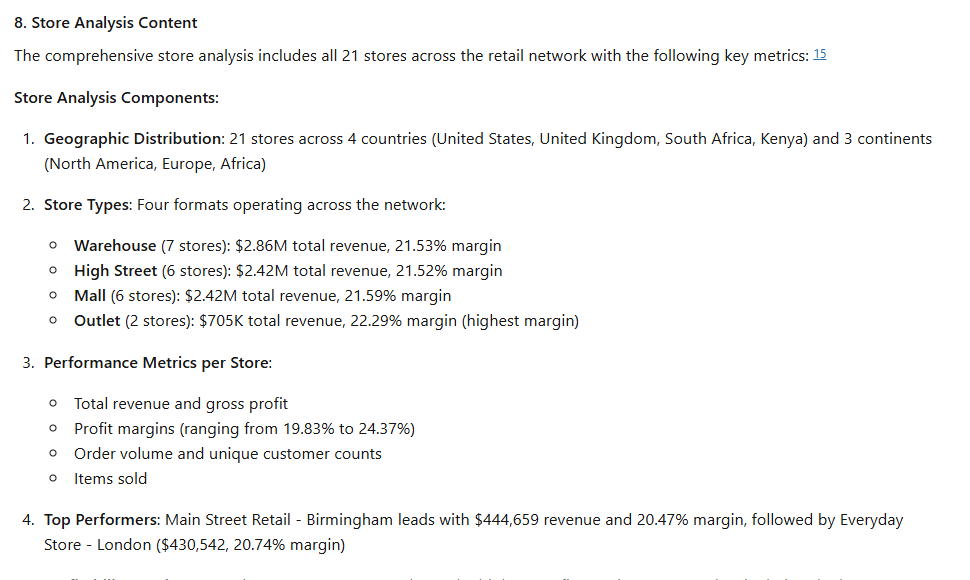 8. Store Analysis Content
The comprehensive store analysis includes all 21 stores across the retail network with the following key metrics: 15
Store Analysis Components:
1. Geographic Distribution: 21 stores across 4 countries (United States, United Kingdom, South Africa, Kenya) and 3 continents
(North America, Europe, Africa)
2. Store Types: Four formats operating across the network:
Warehouse (7 stores): $2.86M total revenue, 21.53% margin
High Street (6 stores): $2.42M total revenue, 21.52% margin
Mall (6 stores): $2.42M total revenue, 21.59% margin
Outlet (2 stores): $705K total revenue, 22.29% margin (highest margin)
3. Performance Metrics per Store:
Total revenue and gross profit
Profit margins (ranging from 19.83% to 24.37%)
Order volume and unique customer counts
Items sold
4. Top Performers: Main Street Retail - Birmingham leads with $444,659 revenue and 20.47% margin, followed by Everyday
Store - London ($430,542, 20.74% margin)